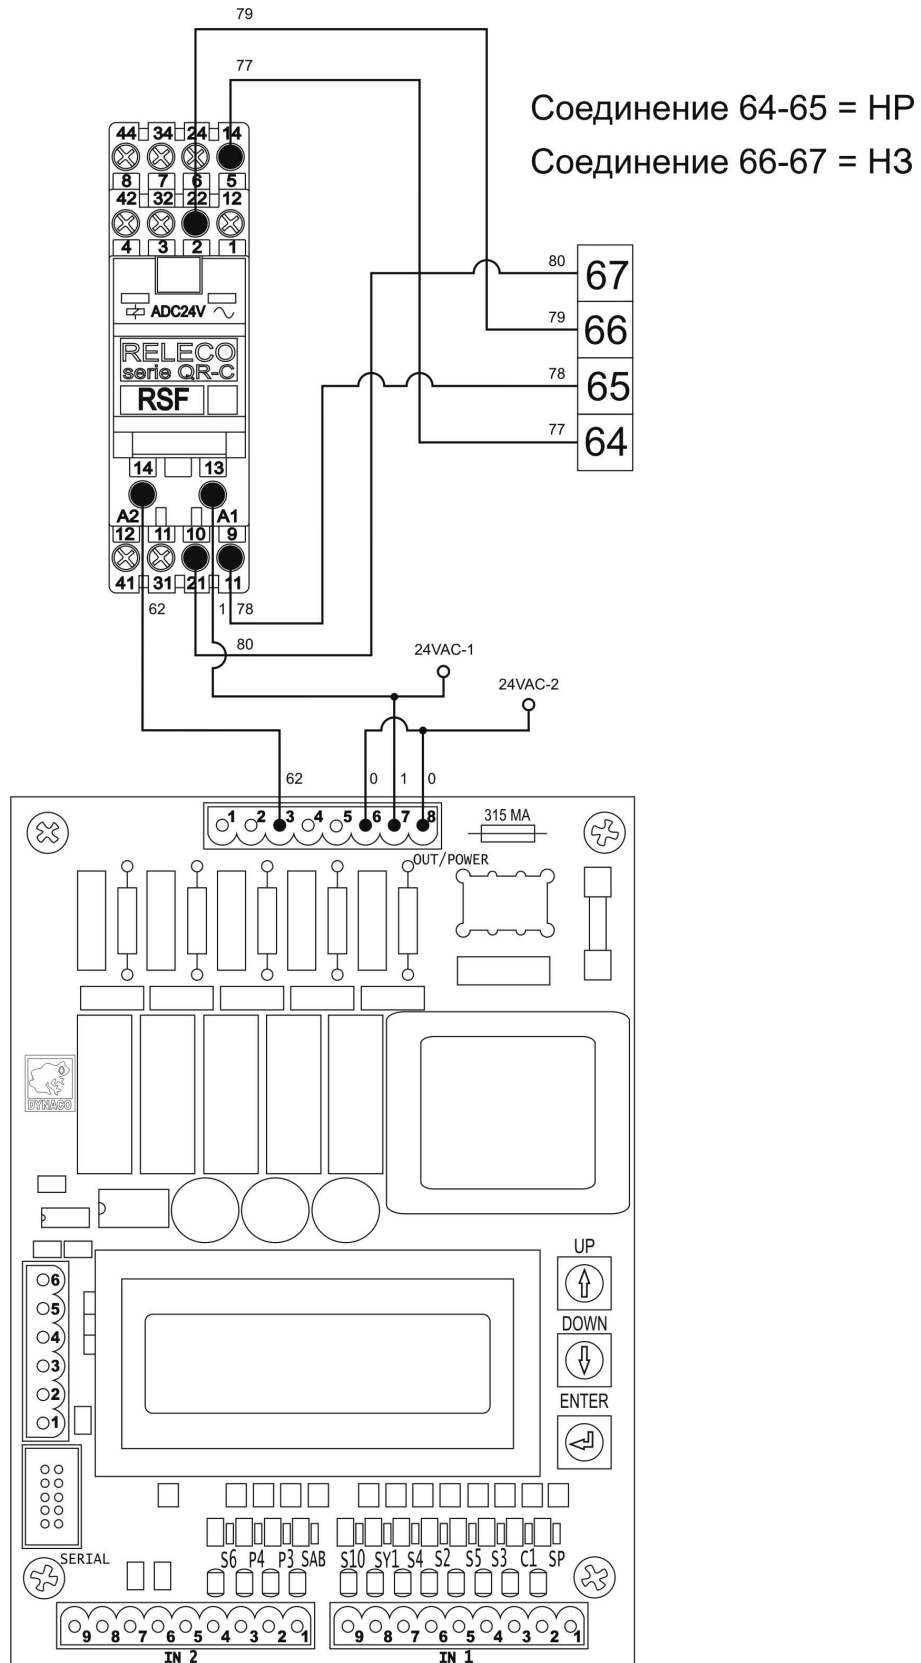 79
77
Соединение 64-65 = НР
Соединение 66-67 = НЗ
44 34 24 14
8 7 6 5
42 32 22 12
4 3 2 1
ADC24V
RELECO
serie QR-C
RSF
14 13
A2 A1
12 11 10 9
41 31 21 11
80 67
79 66
78 65
77 64
62 1 78
80
24VAC-1
24VAC-2
62 0 1 0
1 2 3 4 5 6 7 8
315 MA
OUT/POWER
DYNACO
UP
DOWN
ENTER
6
5
4
3
2
1
SERIAL
S6 P4 P3 SAB S10 SY1 S4 S2 S5 S3 C1 SP
9 8 7 6 5 4 3 2 1
IN 2
9 8 7 6 5 4 3 2 1
IN 1